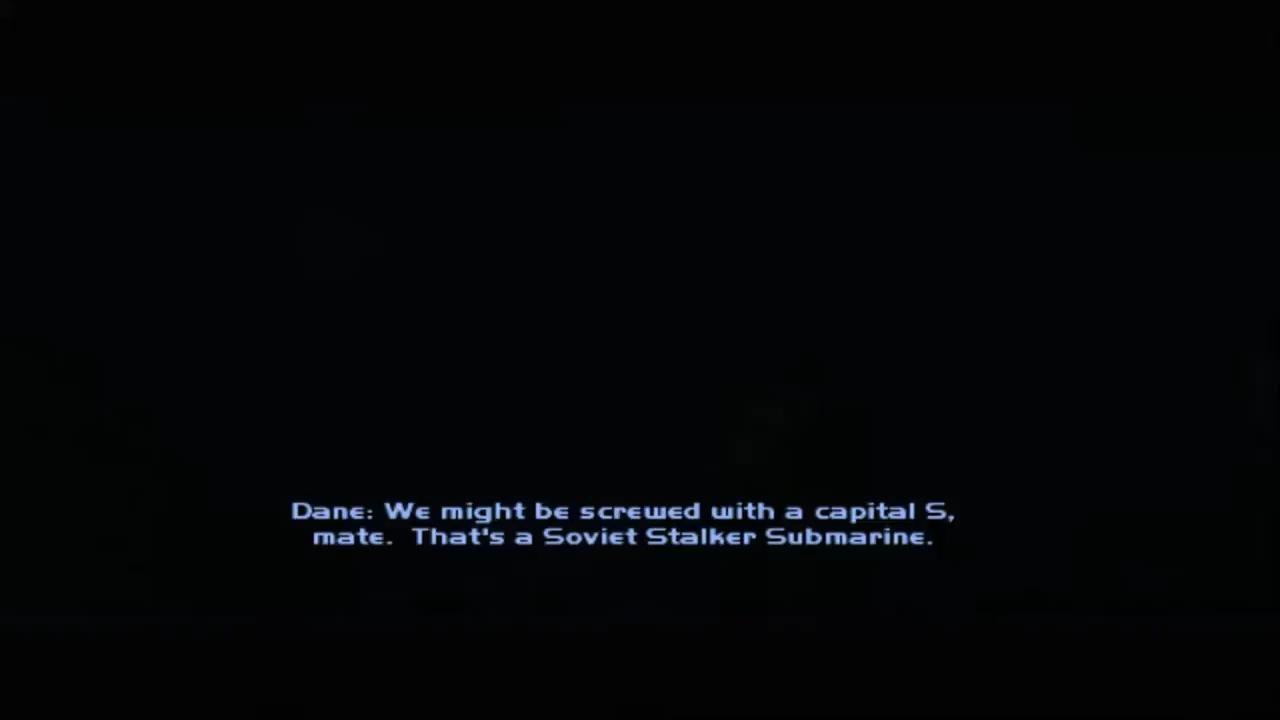 Dane: We might be screwed with a capital S,
mate.  That's a Soviet Stalker Submarine.